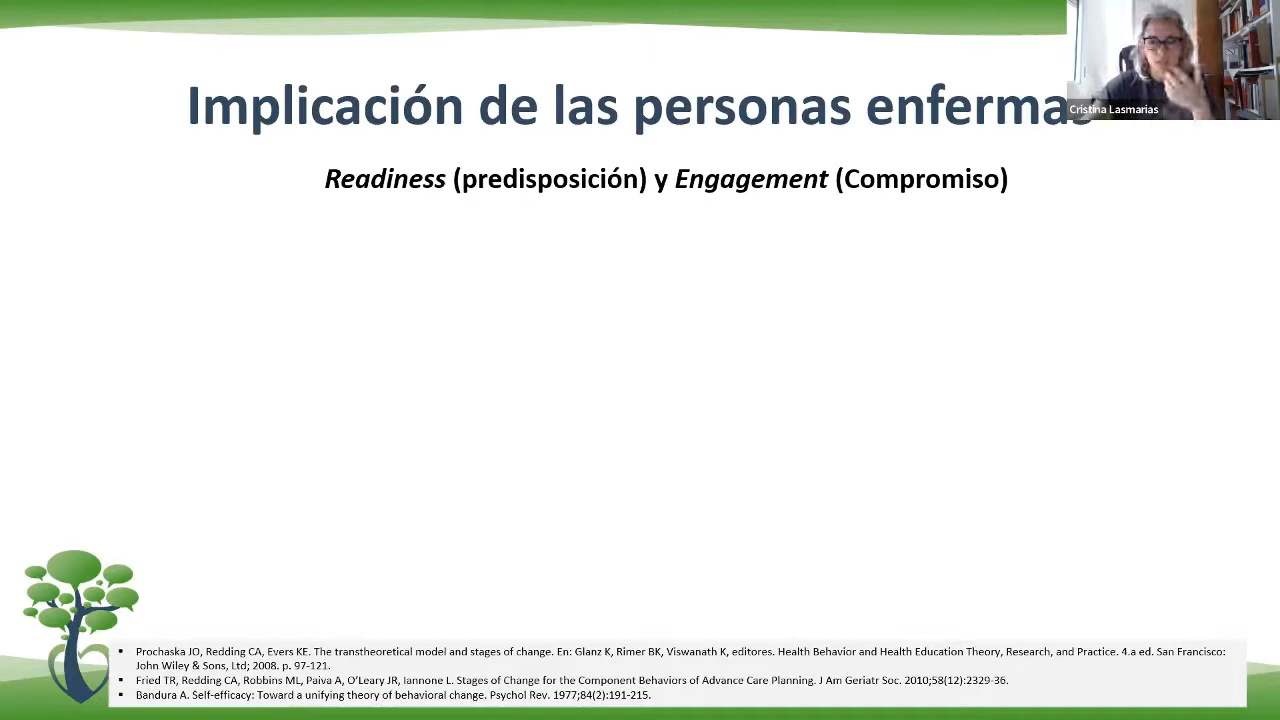 Implicación de las personas enfermas
Cristina Lasmarias
Readiness (predisposición) y Engagement (Compromiso)
▪ Prochaska JO, Redding CA, Evers KE. The transtheoretical model and stages of change. En: Glanz K, Rimer BK, Viswanath K, editores. Health Behavior and Health Education Theory, Research, and Practice. 4.a ed. San Francisco:
John Wiley & Sons, Ltd; 2008. p. 97-121.
▪ Fried TR, Redding CA, Robbins ML, Paiva A, O'Leary JR, Iannone L. Stages of Change for the Component Behaviors of Advance Care Planning. J Am Geriatr Soc. 2010;58(12):2329-36.
▪ Bandura A. Self-efficacy: Toward a unifying theory of behavioral change. Psychol Rev. 1977;84(2):191-215.